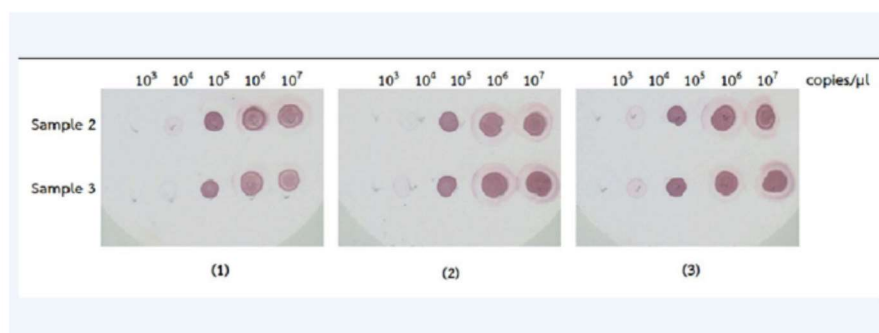 10³ 10⁴ 10⁵ 10⁶ 10⁷ 10³ 10⁴ 10⁵ 10⁶ 10⁷ 10³ 10⁴ 10⁵ 10⁶ 10⁷ copies/µl
Sample 2
Sample 3
(1) (2) (3)